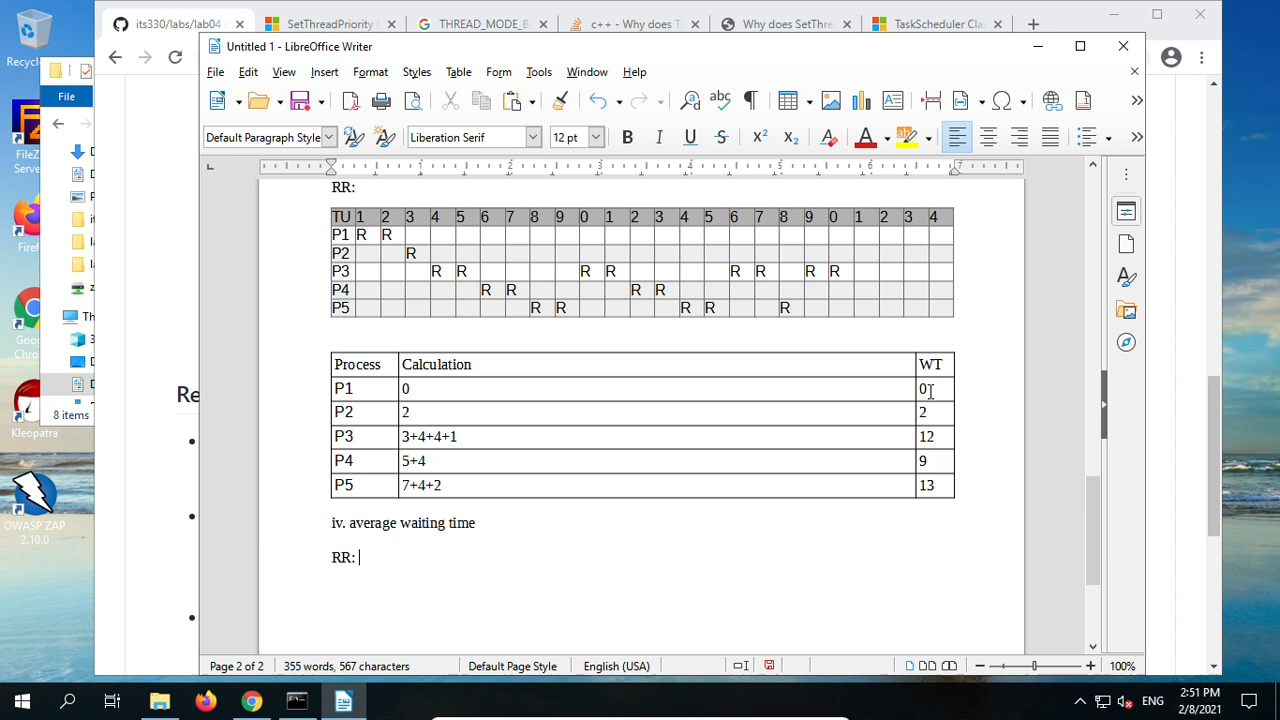 its330/labs/lab04
SetThreadPriority f
THREAD_MODE_B
c++ - Why does T
Why does SetThre
TaskScheduler Cla
Untitled 1 - LibreOffice Writer
File Edit View Insert Format Styles Table Form Tools Window Help
Default Paragraph Style
Liberation Serif
12 pt
Recycl
File
FileZ
Serve
Firef
Goo
Chro
Th
8 items
Kleopatra
OWASP ZAP
2.10.0
Re
RR:
TU 1 2 3 4 5 6 7 8 9 0 1 2 3 4 5 6 7 8 9 0 1 2 3 4
P1 R R
P2 R
P3 R R R R R R R R
P4 R R R R
P5 R R R R R
Process Calculation WT
P1 0 0
P2 2 2
P3 3+4+4+1 12
P4 5+4 9
P5 7+4+2 13
iv. average waiting time
RR:
Page 2 of 2 355 words, 567 characters Default Page Style English (USA) 100%
ENG
2:51 PM
2/8/2021